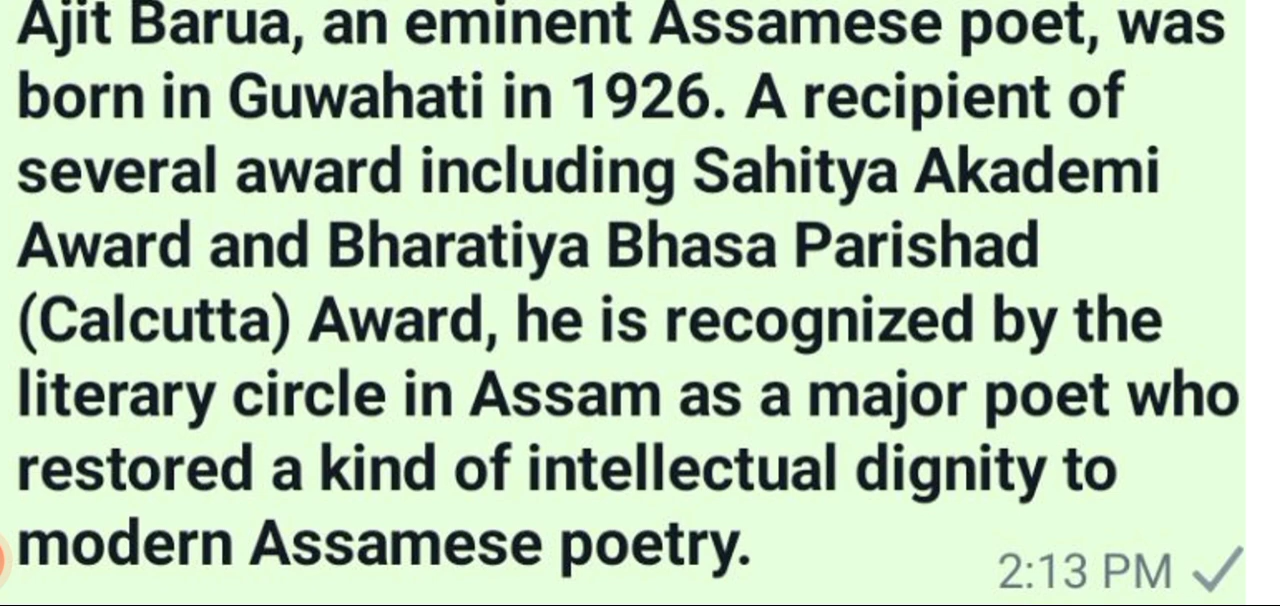 Ajit Barua, an eminent Assamese poet, was
born in Guwahati in 1926. A recipient of
several award including Sahitya Akademi
Award and Bharatiya Bhasa Parishad
(Calcutta) Award, he is recognized by the
literary circle in Assam as a major poet who
restored a kind of intellectual dignity to
modern Assamese poetry.
2:13 PM